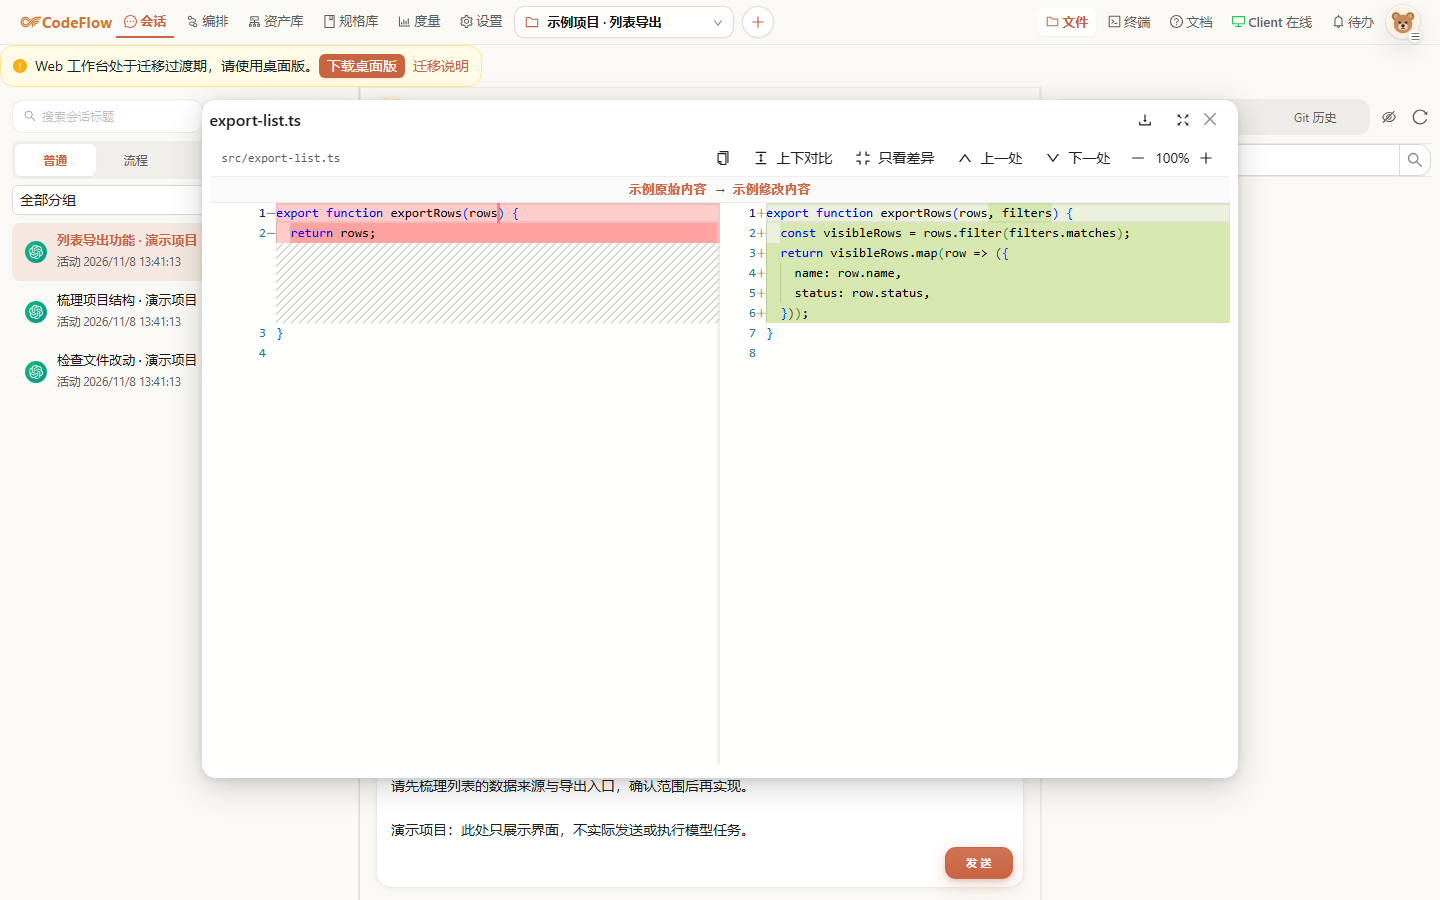 CodeFlow 会话 编排 资产库 规格库 度量 设置 示例项目 · 列表导出 文件 终端 文档 Client 在线 待办
Web 工作台处于迁移过渡期，请使用桌面版。 下载桌面版 迁移说明
搜索会话标题
普通 流程
全部分组
列表导出功能 · 演示项目
活动 2026/11/8 13:41:13
梳理项目结构 · 演示项目
活动 2026/11/8 13:41:13
检查文件改动 · 演示项目
活动 2026/11/8 13:41:13
Git 历史
export-list.ts
src/export-list.ts 上下对比 只看差异 上一处 下一处 — 100% +
示例原始内容 → 示例修改内容
1 — export function exportRows(rows) {
2 — return rows;
3 }
4
1 + export function exportRows(rows, filters) {
2 + const visibleRows = rows.filter(filters.matches);
3 + return visibleRows.map(row => ({
4 + name: row.name,
5 + status: row.status,
6 + }));
7 }
8
请先梳理列表的数据来源与导出入口，确认范围后再实现。
演示项目：此处只展示界面，不实际发送或执行模型任务。
发 送